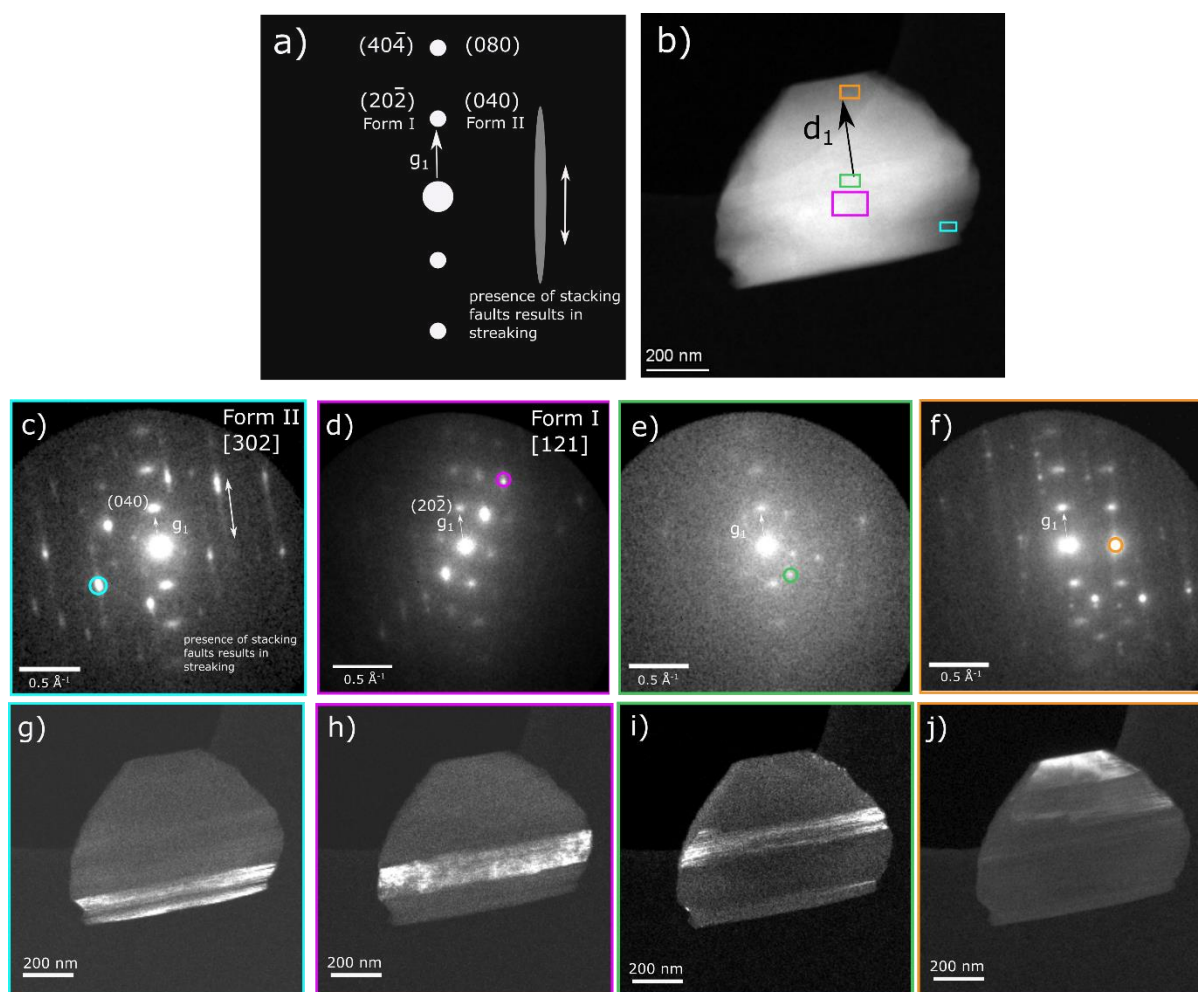 a)
(404̄) (080)
(202̄) (040)
Form I Form II
g₁
presence of stacking
faults results in
streaking
b)
d₁
200 nm
c)
Form II
[302]
(040)
g₁
presence of stacking
faults results in
streaking
0.5 Å⁻¹
d)
Form I
[121]
(202̄)
g₁
0.5 Å⁻¹
e)
g₁
0.5 Å⁻¹
f)
g₁
0.5 Å⁻¹
g)
200 nm
h)
200 nm
i)
200 nm
j)
200 nm